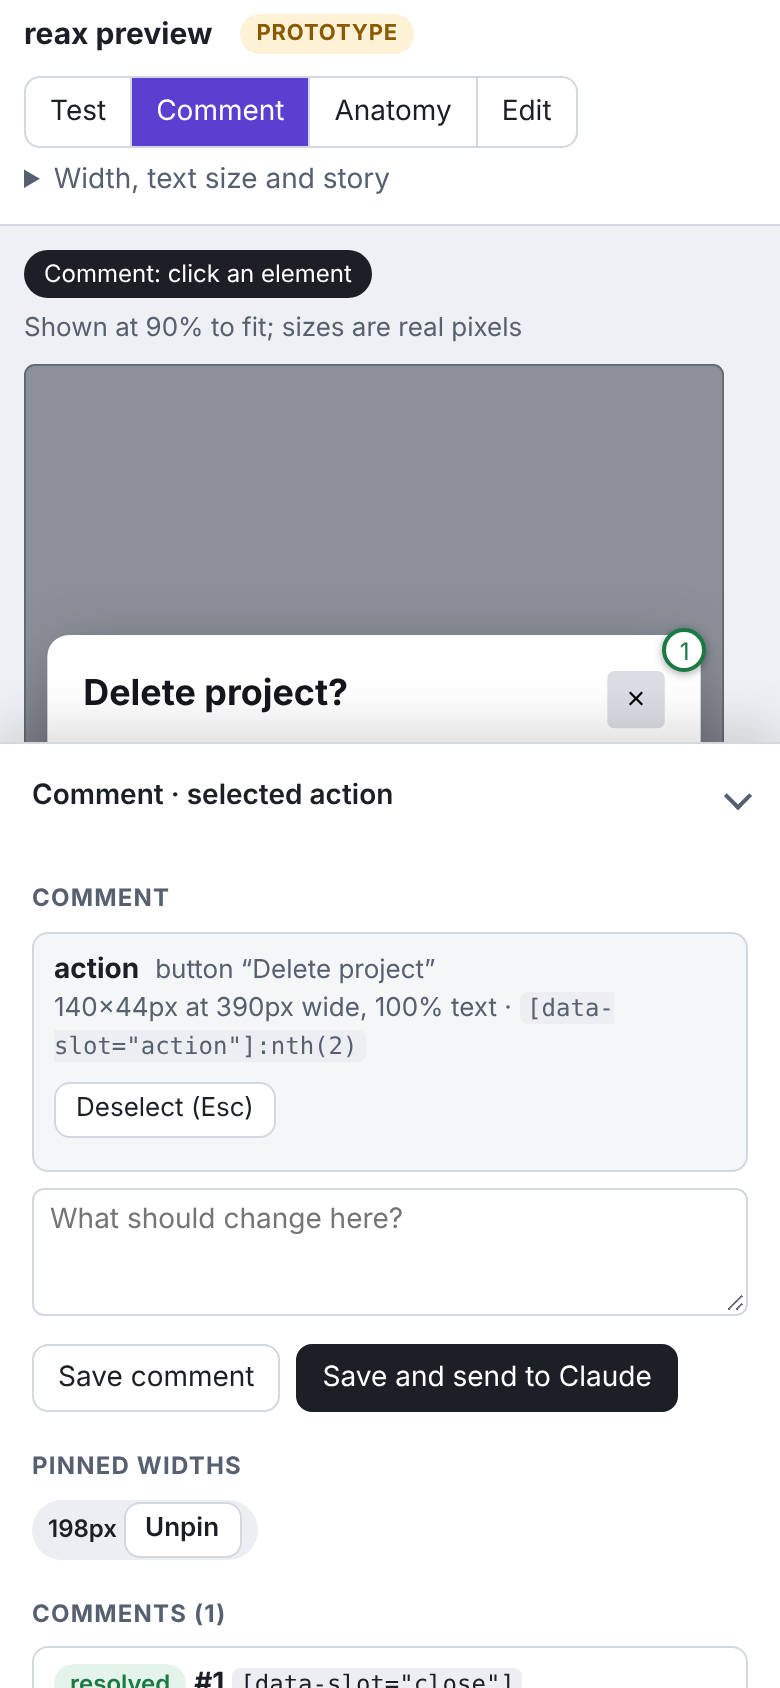 reax preview PROTOTYPE
Test Comment Anatomy Edit
▶ Width, text size and story
Comment: click an element
Shown at 90% to fit; sizes are real pixels
1
Delete project? ×
Comment · selected action
COMMENT
action button “Delete project”
140×44px at 390px wide, 100% text · [data-
slot="action"]:nth(2)
Deselect (Esc)
What should change here?
Save comment Save and send to Claude
PINNED WIDTHS
198px Unpin
COMMENTS (1)
resolved #1 [data-slot="close"]